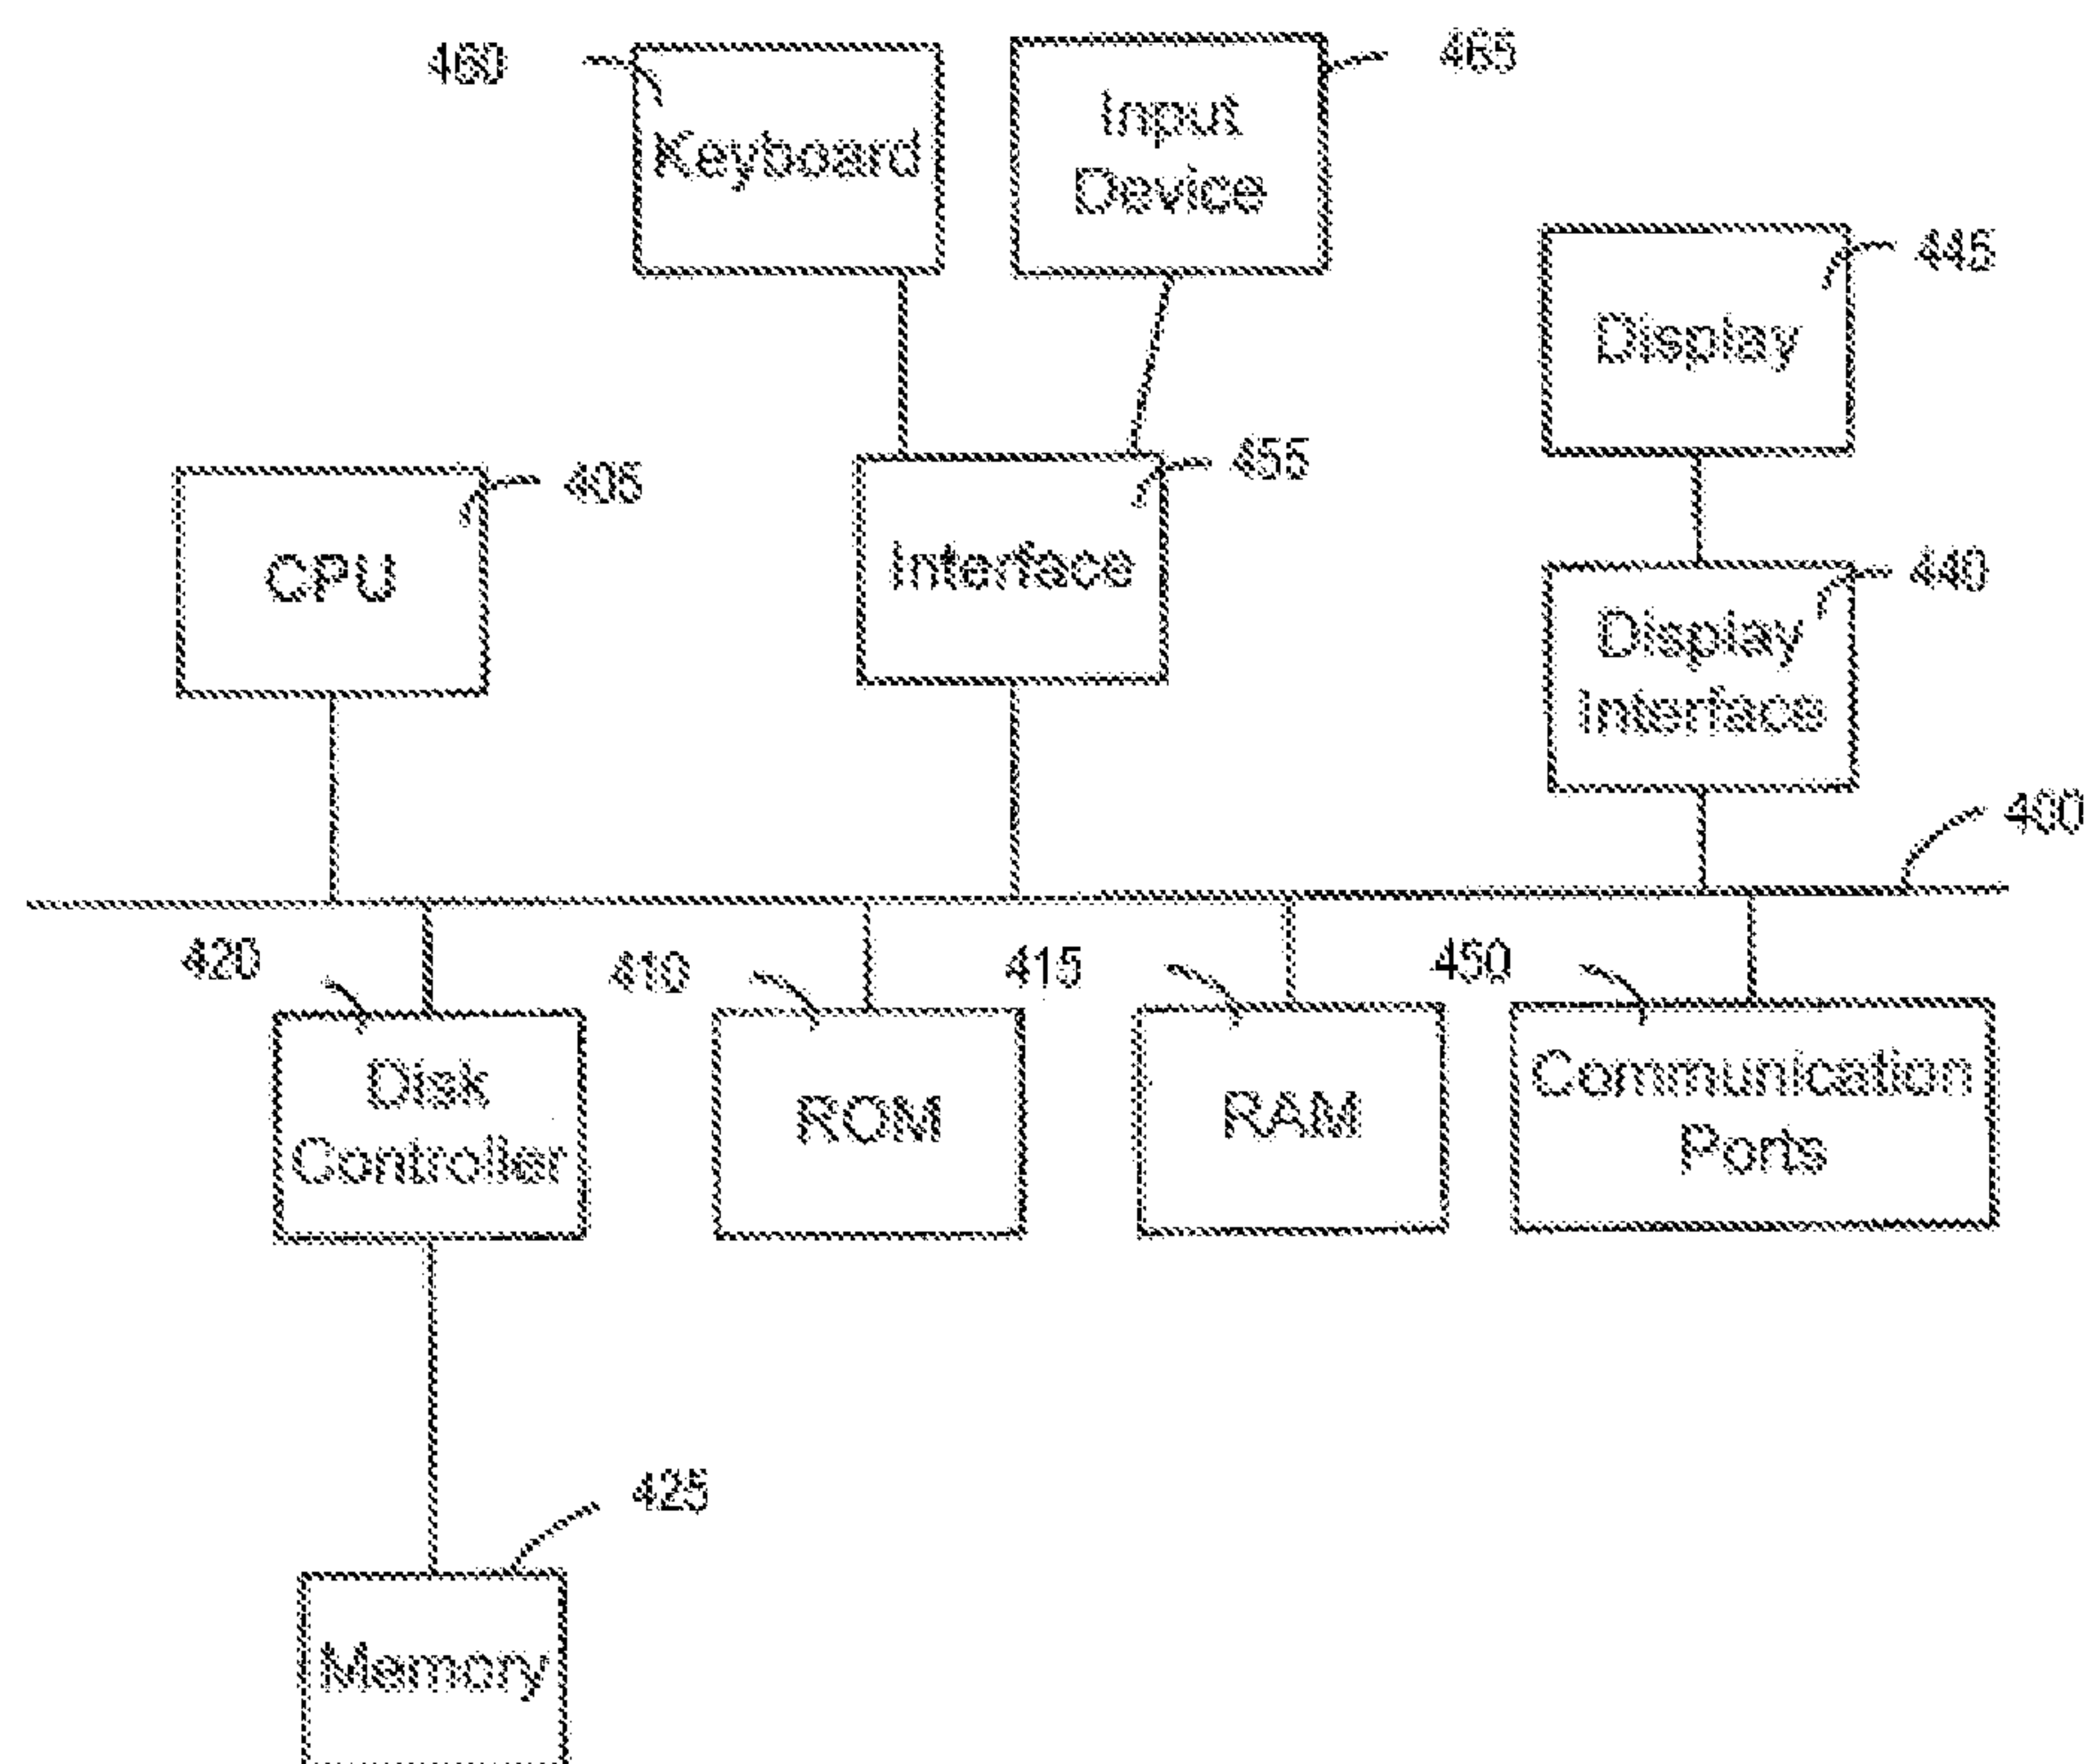 460
Keyboard
Input
Device
465
Display
445
CPU
405
Interface
455
Display
Interface
440
400
420
Disk
Controller
410
ROM
415
RAM
450
Communication
Ports
425
Memory